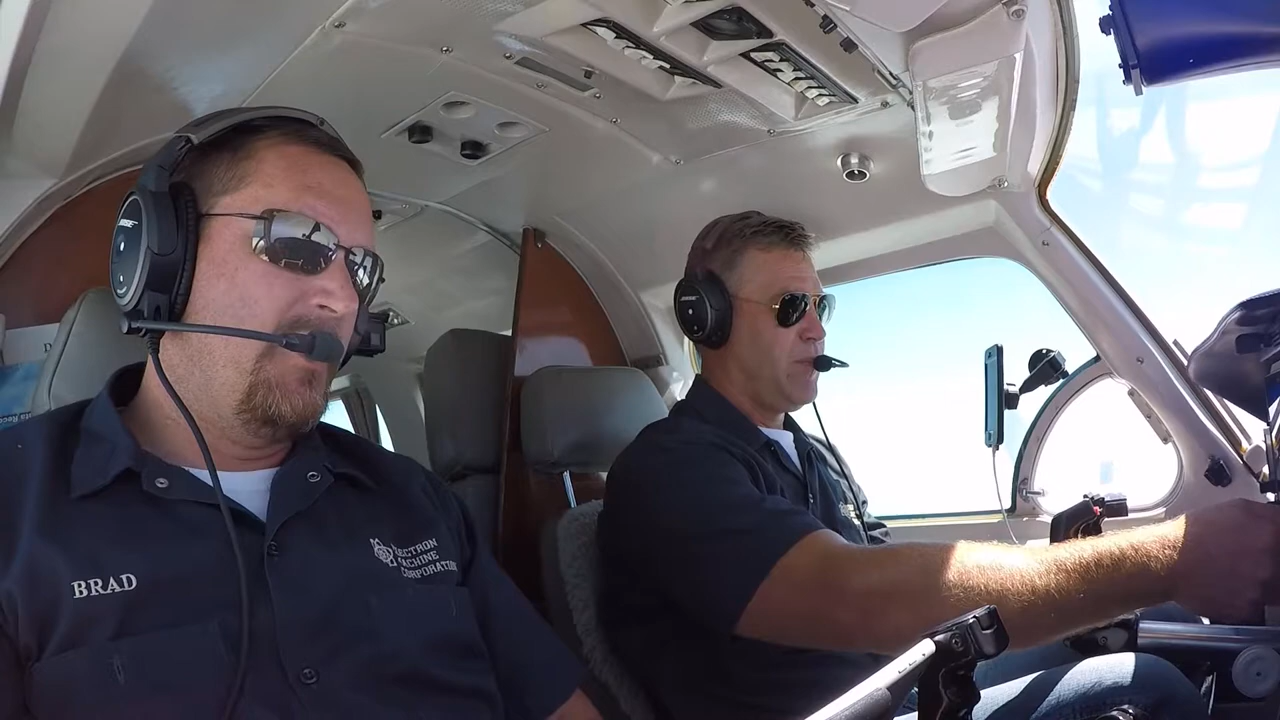 BOSE
BOSE
BRAD
ELECTRON
MACHINE
CORPORATION